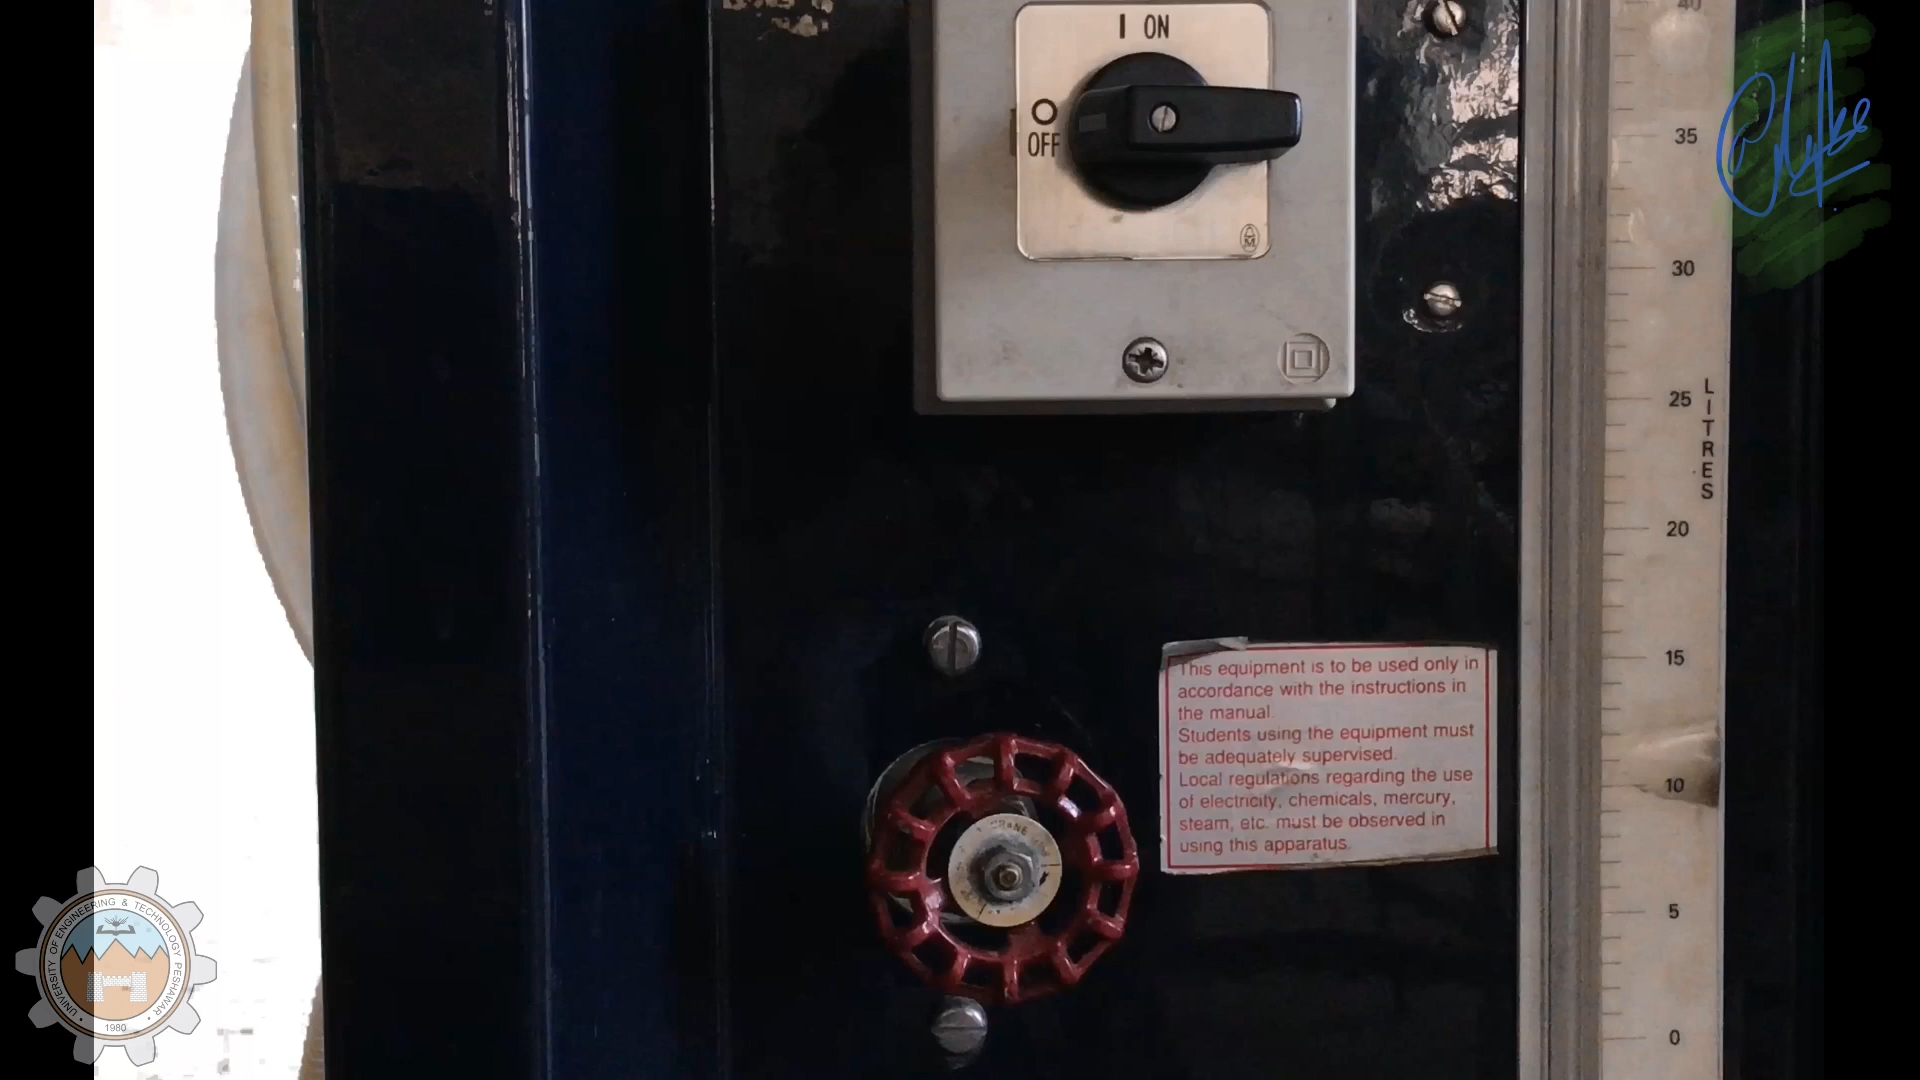 I ON
O
OFF
40
35
30
25
20
15
10
5
0
LITRES
This equipment is to be used only in
accordance with the instructions in
the manual.
Students using the equipment must
be adequately supervised.
Local regulations regarding the use
of electricity, chemicals, mercury,
steam, etc. must be observed in
using this apparatus.
CRANE
UNIVERSITY OF ENGINEERING & TECHNOLOGY PESHAWAR
1980